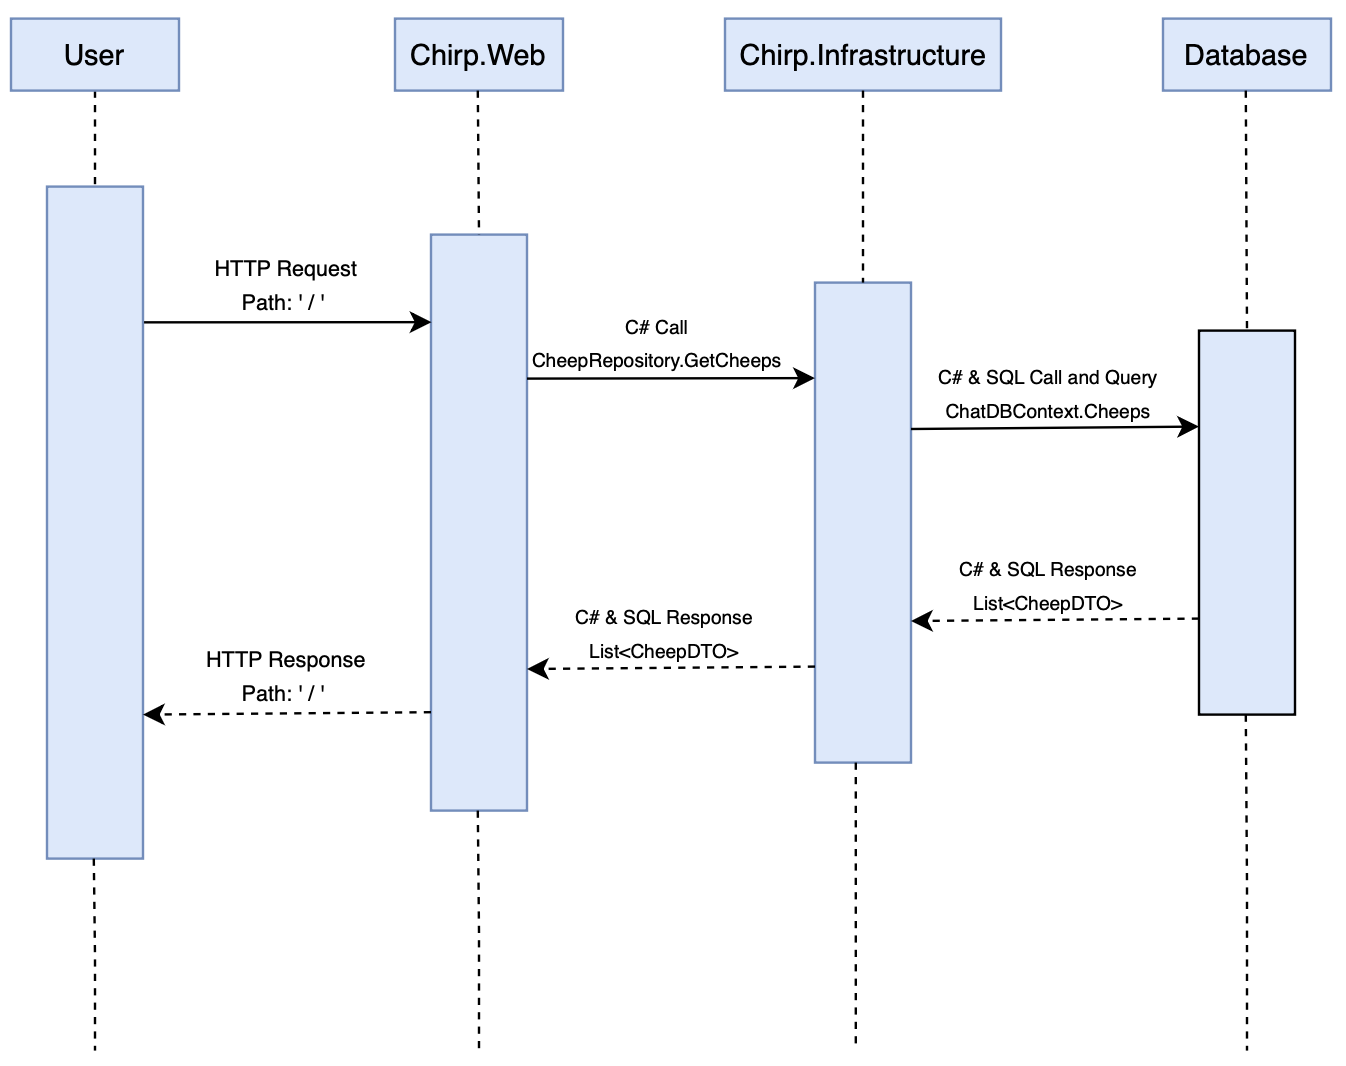 User
Chirp.Web
Chirp.Infrastructure
Database
HTTP Request
Path: ' / '
C# Call
CheepRepository.GetCheeps
C# & SQL Call and Query
ChatDBContext.Cheeps
C# & SQL Response
List<CheepDTO>
C# & SQL Response
List<CheepDTO>
HTTP Response
Path: ' / '